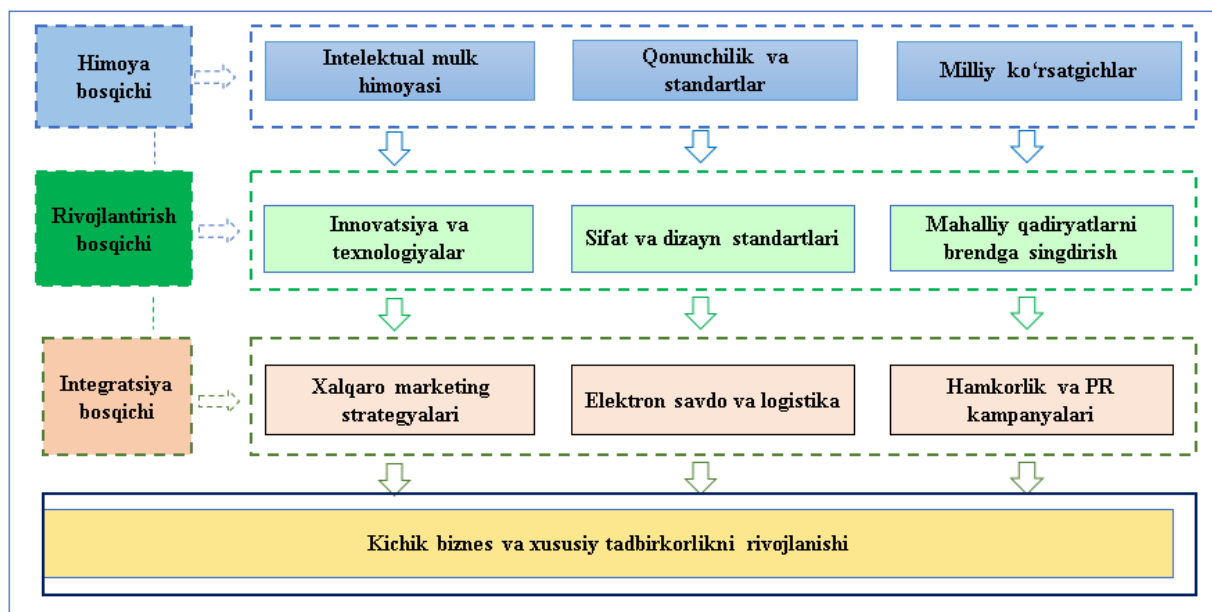 Himoya
bosqichi
Intelektual mulk
himoyasi
Qonunchilik va
standartlar
Milliy ko‘rsatgichlar
Rivojlantirish
bosqichi
Innovatsiya va
texnologiyalar
Sifat va dizayn standartlari
Mahalliy qadiryatlarni
brendga singdirish
Integratsiya
bosqichi
Xalqaro marketing
strategyalari
Elektron savdo va logistika
Hamkorlik va PR
kampanyalari
Kichik biznes va xususiy tadbirkorlikni rivojlanishi